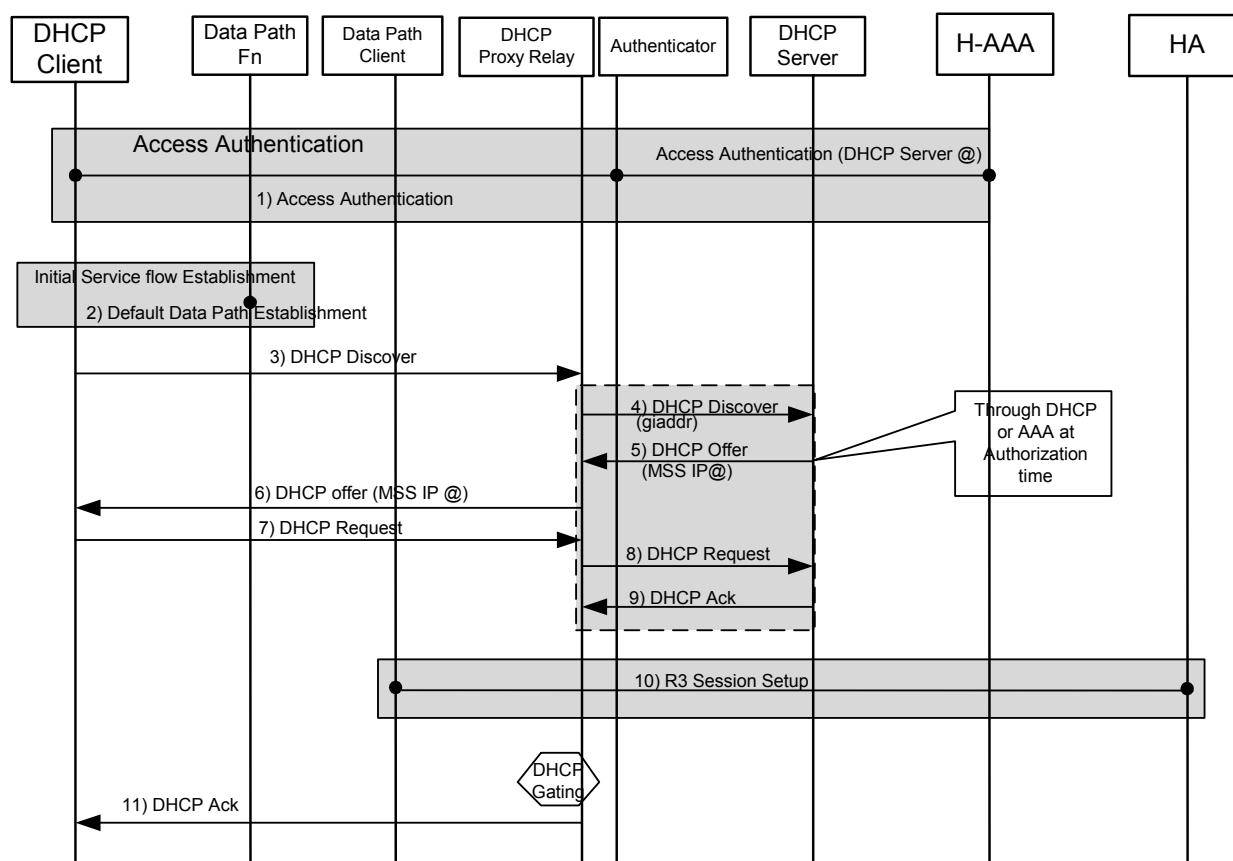 DHCP
Client
Data Path
Fn
Data Path
Client
DHCP
Proxy Relay
Authenticator
DHCP
Server
H-AAA
HA
Access Authentication
Access Authentication (DHCP Server @)
1) Access Authentication
Initial Service flow Establishment
2) Default Data Path Establishment
3) DHCP Discover
4) DHCP Discover
(giaddr)
5) DHCP Offer
(MSS IP@)
Through DHCP
or AAA at
Authorization
time
6) DHCP offer (MSS IP @)
7) DHCP Request
8) DHCP Request
9) DHCP Ack
10) R3 Session Setup
DHCP
Gating
11) DHCP Ack